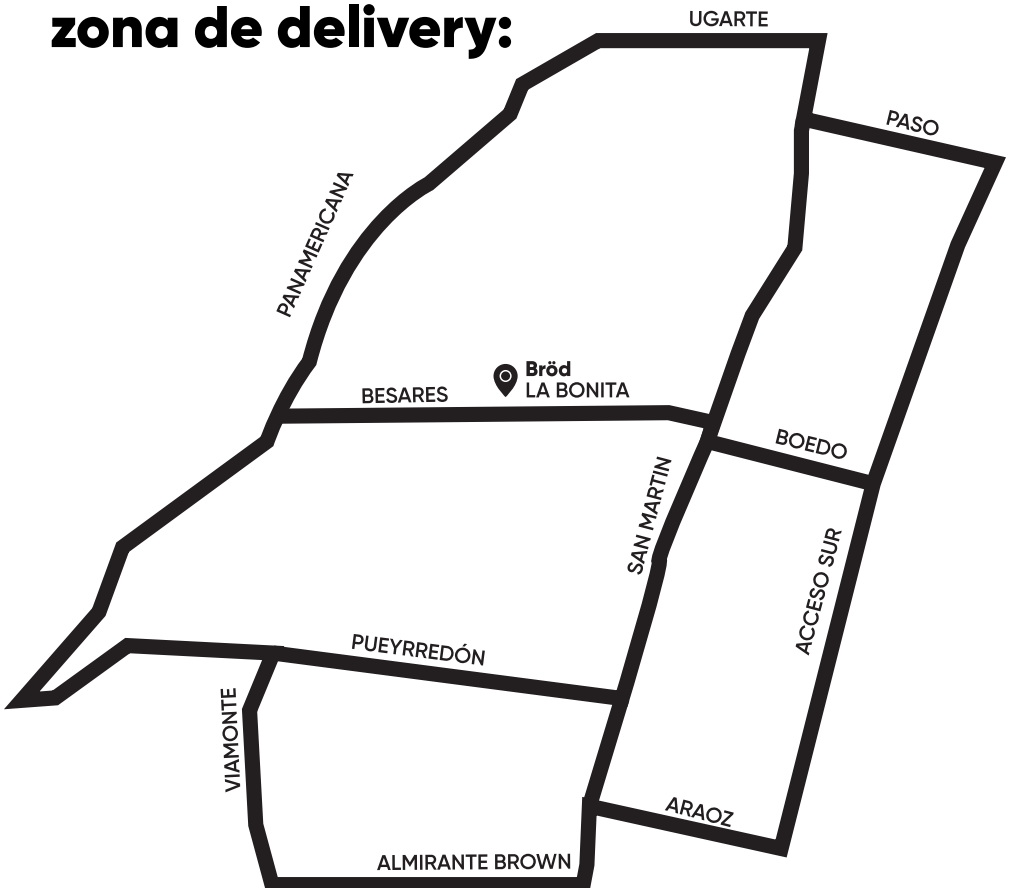 zona de delivery:
UGARTE
PASO
PANAMERICANA
Bröd
LA BONITA
BESARES
BOEDO
SAN MARTIN
ACCESO SUR
PUEYRREDÓN
VIAMONTE
ARAOZ
ALMIRANTE BROWN